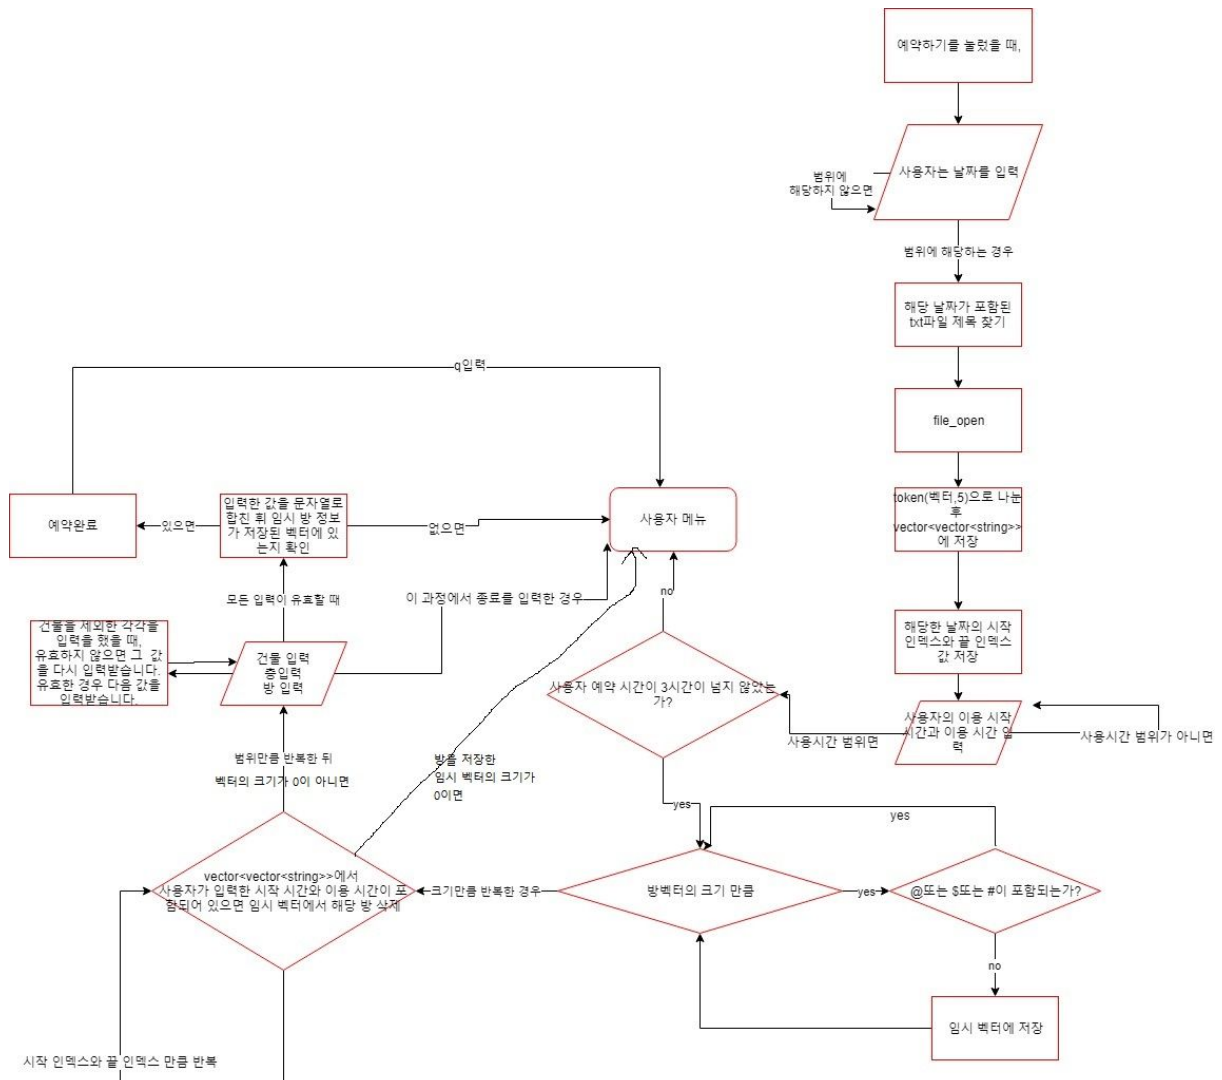 예약하기를 눌렀을 때,
사용자는 날짜를 입력
범위에
해당하지 않으면
범위에 해당하는 경우
해당 날짜가 포함된
txt파일 제목 찾기
file_open
token(벡터,5)으로 나눈
후
vector<vector<string>>
에 저장
해당한 날짜의 시작
인덱스와 끝 인덱스
값 저장
사용자의 이용 시작
시간과 이용 시간 입
력
사용시간 범위가 아니면
사용시간 범위면
사용자 예약 시간이 3시간이 넘지 않았는
가?
no
yes
사용자 메뉴
q입력
예약완료
있으면
입력한 값을 문자열로
합친 뒤 임시 방 정보
가 저장된 벡터에 있
는지 확인
없으면
모든 입력이 유효할 때
이 과정에서 종료를 입력한 경우
건물을 제외한 각각을
입력을 했을 때,
유효하지 않으면 그 값
을 다시 입력받습니다.
유효한 경우 다음 값을
입력받습니다.
건물 입력
층입력
방 입력
범위만큼 반복한 뒤
벡터의 크기가 0이 아니면
방을 저장한
임시 벡터의 크기가
0이면
vector<vector<string>>에서
사용자가 입력한 시작 시간와 이용 시간이 포
함되어 있으면 임시 벡터에서 해당 방 삭제
크기만큼 반복한 경우
방벡터의 크기 만큼
yes
@또는 $또는 #이 포함되는가?
yes
no
임시 벡터에 저장
시작 인덱스와 끝 인덱스 만큼 반복